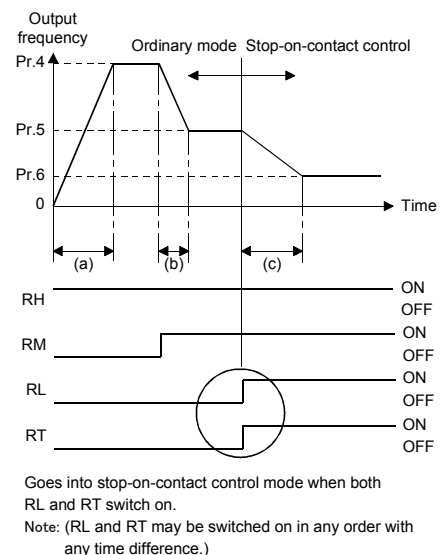 Output
frequency
Ordinary mode Stop-on-contact control
Pr.4
Pr.5
Pr.6
0
Time
(a) (b) (c)
RH ON
OFF
RM ON
OFF
RL ON
OFF
RT ON
OFF
Goes into stop-on-contact control mode when both
RL and RT switch on.
Note: (RL and RT may be switched on in any order with
any time difference.)